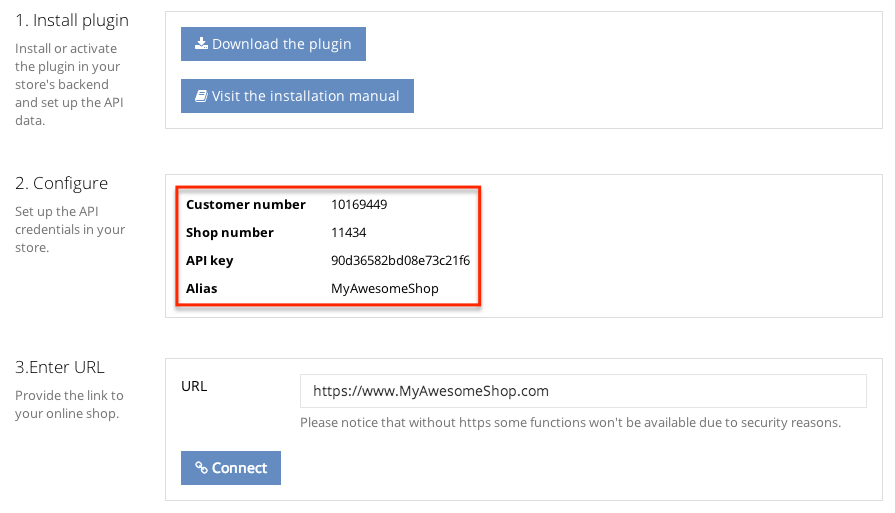 1. Install plugin
Install or activate
the plugin in your
store's backend
and set up the API
data.
Download the plugin
Visit the installation manual
2. Configure
Set up the API
credentials in your
store.
Customer number 10169449
Shop number 11434
API key 90d36582bd08e73c21f6
Alias MyAwesomeShop
3.Enter URL
Provide the link to
your online shop.
URL https://www.MyAwesomeShop.com
Please notice that without https some functions won't be available due to security reasons.
Connect